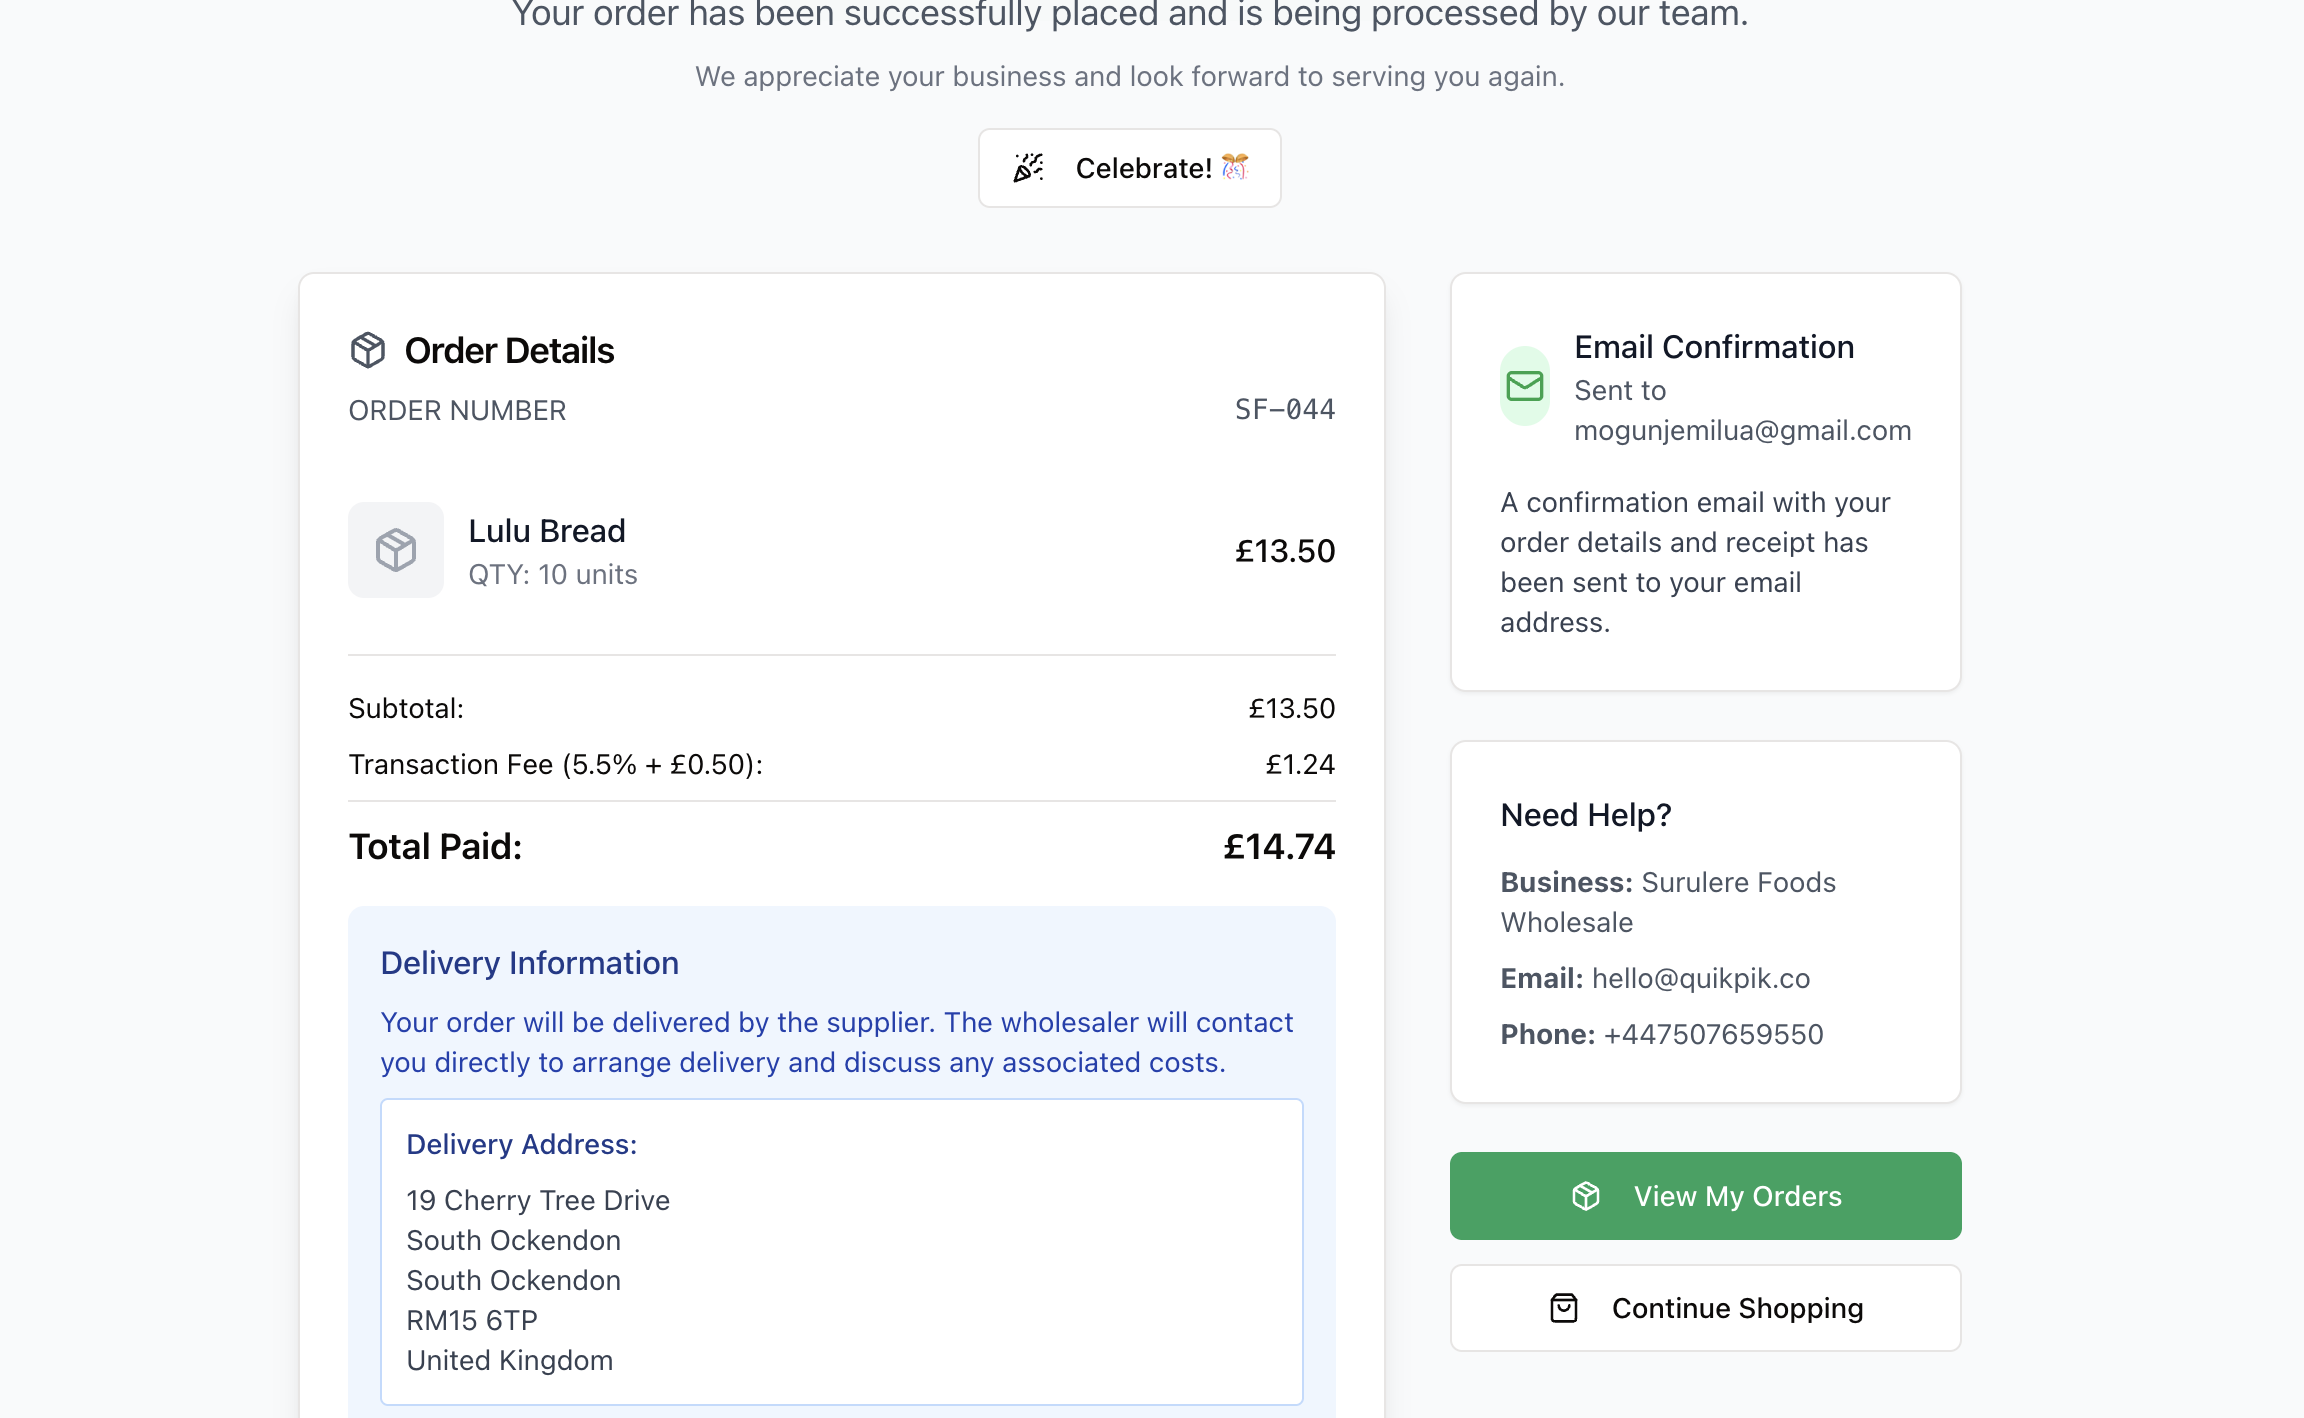 Your order has been successfully placed and is being processed by our team.
We appreciate your business and look forward to serving you again.
Celebrate! 🎊
Order Details
ORDER NUMBER SF-044
Lulu Bread
QTY: 10 units
£13.50
Subtotal: £13.50
Transaction Fee (5.5% + £0.50): £1.24
Total Paid: £14.74
Delivery Information
Your order will be delivered by the supplier. The wholesaler will contact
you directly to arrange delivery and discuss any associated costs.
Delivery Address:
19 Cherry Tree Drive
South Ockendon
South Ockendon
RM15 6TP
United Kingdom
Email Confirmation
Sent to
mogunjemilua@gmail.com
A confirmation email with your
order details and receipt has
been sent to your email
address.
Need Help?
Business: Surulere Foods
Wholesale
Email: hello@quikpik.co
Phone: +447507659550
View My Orders
Continue Shopping